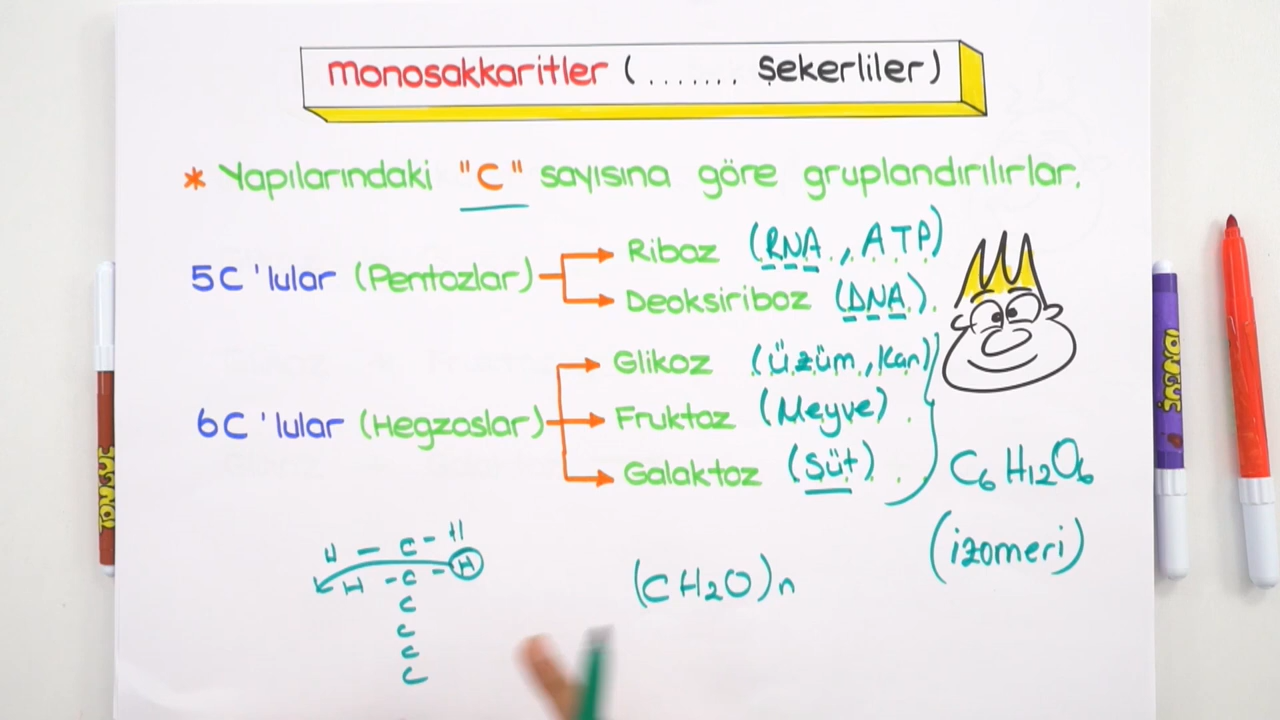 Monosakkaritler (....... Şekerliler)
* Yapılarındaki "C" sayısına göre gruplandırılırlar.
5C 'lular (Pentozlar)
Riboz (RNA, ATP)
Deoksiriboz (DNA)
6C 'lular (Hegzoslar)
Glikoz (Üzüm, Kan)
Fruktoz (Meyve)
Galaktoz (Süt)
C6H12O6
(izomeri)
H - C - H
H - C - H
C
C
C
C
(CH2O)n